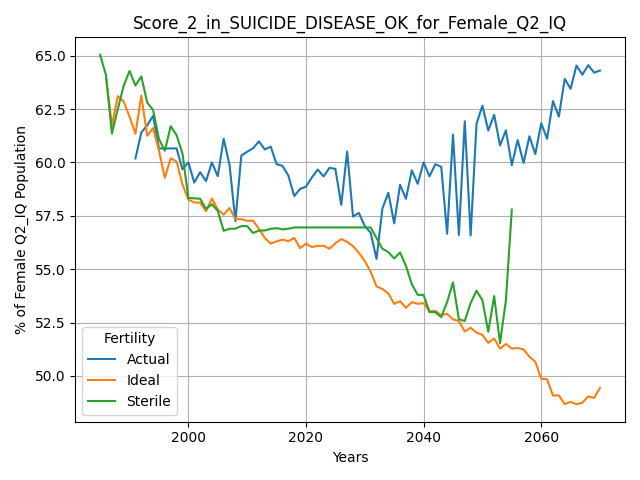 Score_2_in_SUICIDE_DISEASE_OK_for_Female_Q2_IQ
% of Female Q2_IQ Population
65.0
62.5
60.0
57.5
55.0
52.5
50.0
Fertility
Actual
Ideal
Sterile
2000 2020 2040 2060
Years